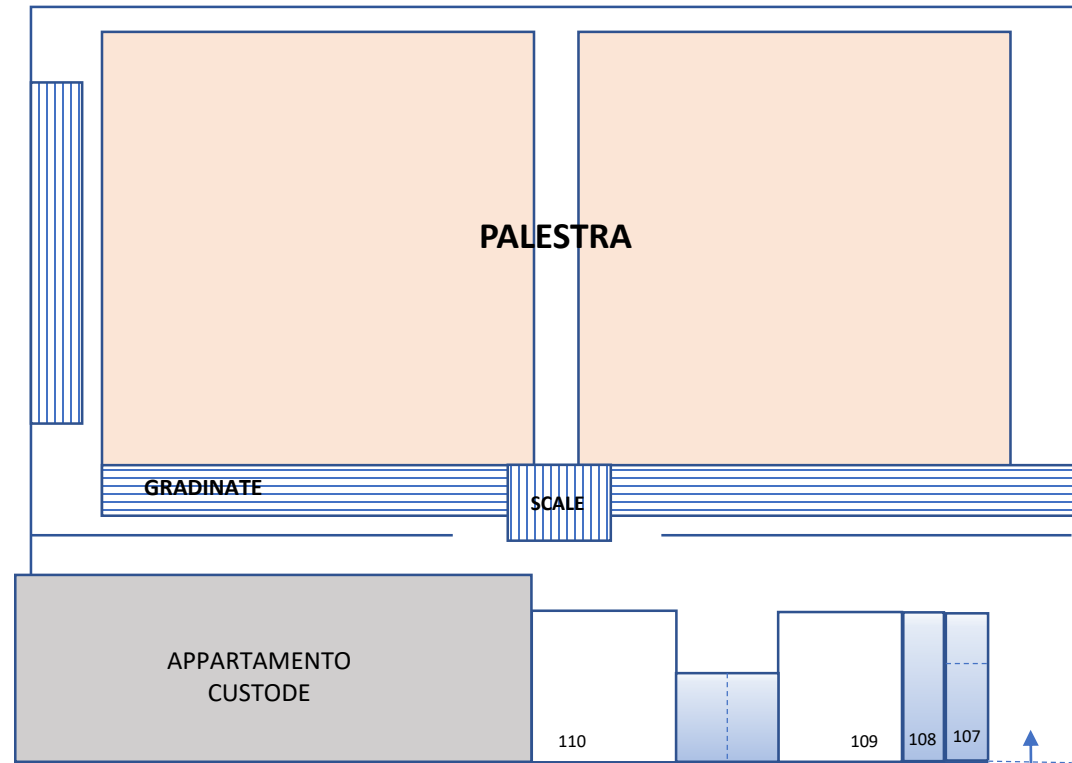 PALESTRA
GRADINATE
SCALE
APPARTAMENTO
CUSTODE
110
109
108
107